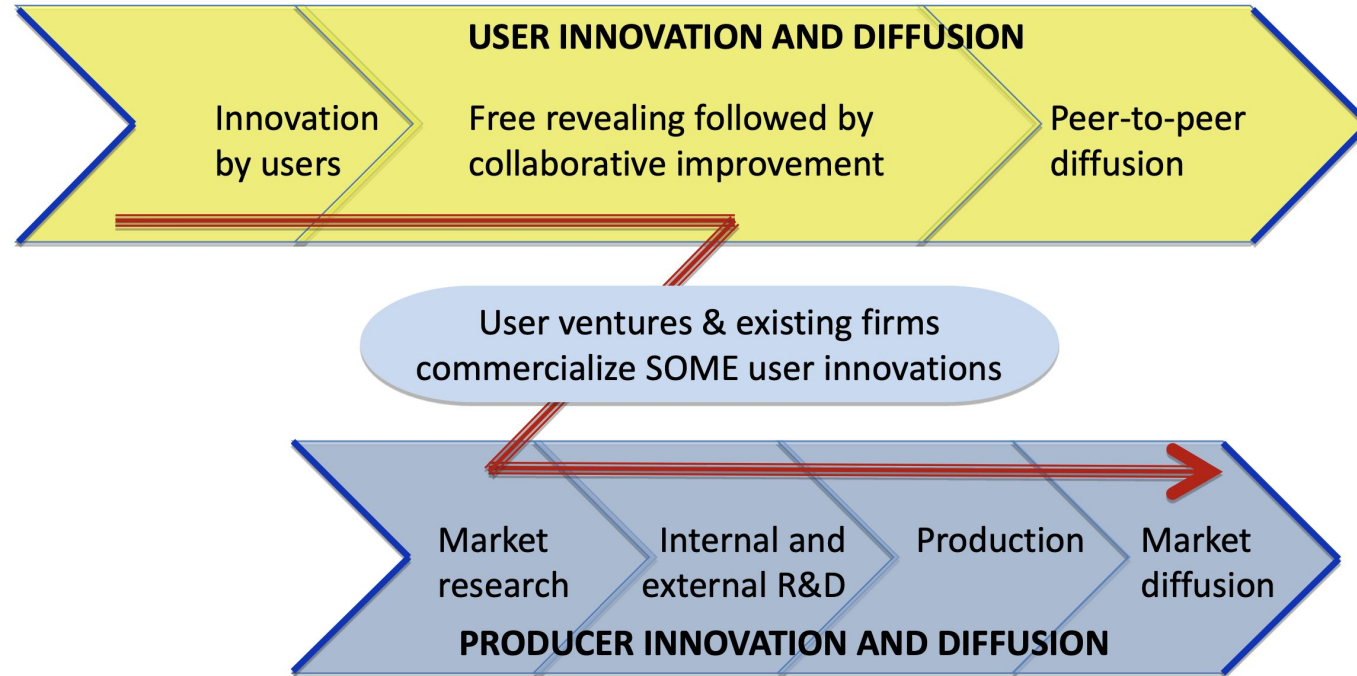 USER INNOVATION AND DIFFUSION
Innovation
by users
Free revealing followed by
collaborative improvement
Peer-to-peer
diffusion
User ventures & existing firms
commercialize SOME user innovations
Market
research
Internal and
external R&D
Production
Market
diffusion
PRODUCER INNOVATION AND DIFFUSION